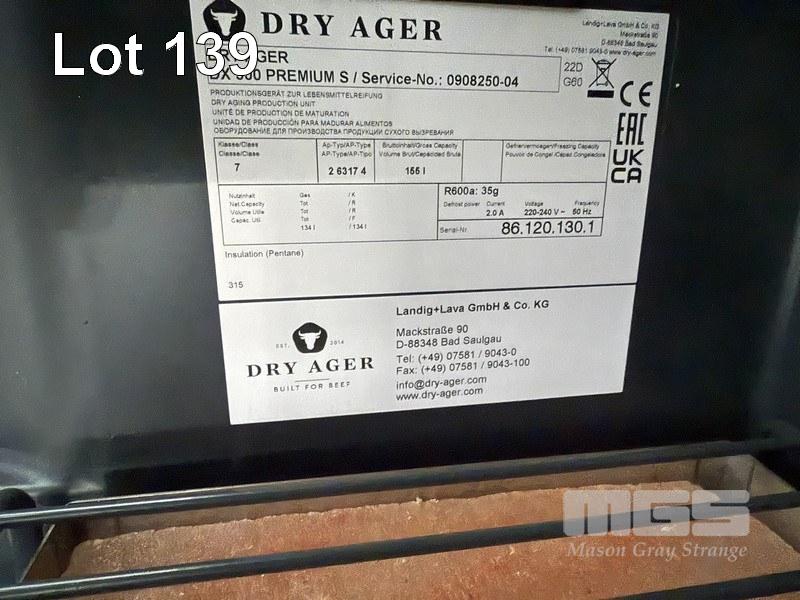 Lot 139
DRY AGER
Landig+Lava GmbH & Co. KG
Mackstraße 90
D-88348 Bad Saulgau
Tel: (+49) 07581 9043-0 www.dry-ager.com
AGER
PREMIUM S / Service-No.: 0908250-04
22D
G60
CE
EAC
UK
CA
PRODUKTIONSGERÄT ZUR LEBENSMITTELREIFUNG
DRY AGING PRODUCTION UNIT
UNITÉ DE PRODUCTION DE MATURATION
UNIDAD DE PRODUCCIÓN PARA MADURAR ALIMENTOS
ОБОРУДОВАНИЕ ДЛЯ ПРОИЗВОДСТВА ПРОДУКЦИИ СУХОГО ВЫЗРЕВАНИЯ
Klasse/Class
Classe/Clase
7
Ap-Typ/AP-Type
AP-Type/AP-Tipo
2 6317 4
Bruttoinhalt/Gross Capacity
Volume Brut/Capacidad Bruta
155 l
Gefriervermoegen/Freezing Capacity
Pouvoir de Congel./Capac.Congeladora
Nutzinhalt
Net.Capacity
Volume Utile
Capac. Util
Ges
Tot
Tot
Tot
134 l
/K
/R
/R
/F
/134 l
R600a: 35g
Defrost power
Current
2.0 A
Voltage
220-240 V ~
Frequency
50 Hz
Serial-Nr.
86.120.130.1
Insulation (Pentane)
315
EST. 2014
DRY AGER
BUILT FOR BEEF
Landig+Lava GmbH & Co. KG
Mackstraße 90
D-88348 Bad Saulgau
Tel: (+49) 07581 / 9043-0
Fax: (+49) 07581 / 9043-100
info@dry-ager.com
www.dry-ager.com
MGS
Mason Gray Strange